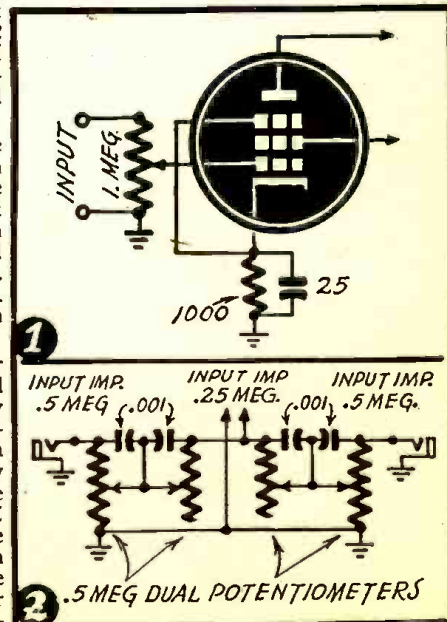 INPUT
1. MEG.
1000
25
1
INPUT IMP. INPUT IMP INPUT IMP.
.5 MEG .001 .25 MEG. .001 .5 MEG.
.5 MEG DUAL POTENTIOMETERS
2